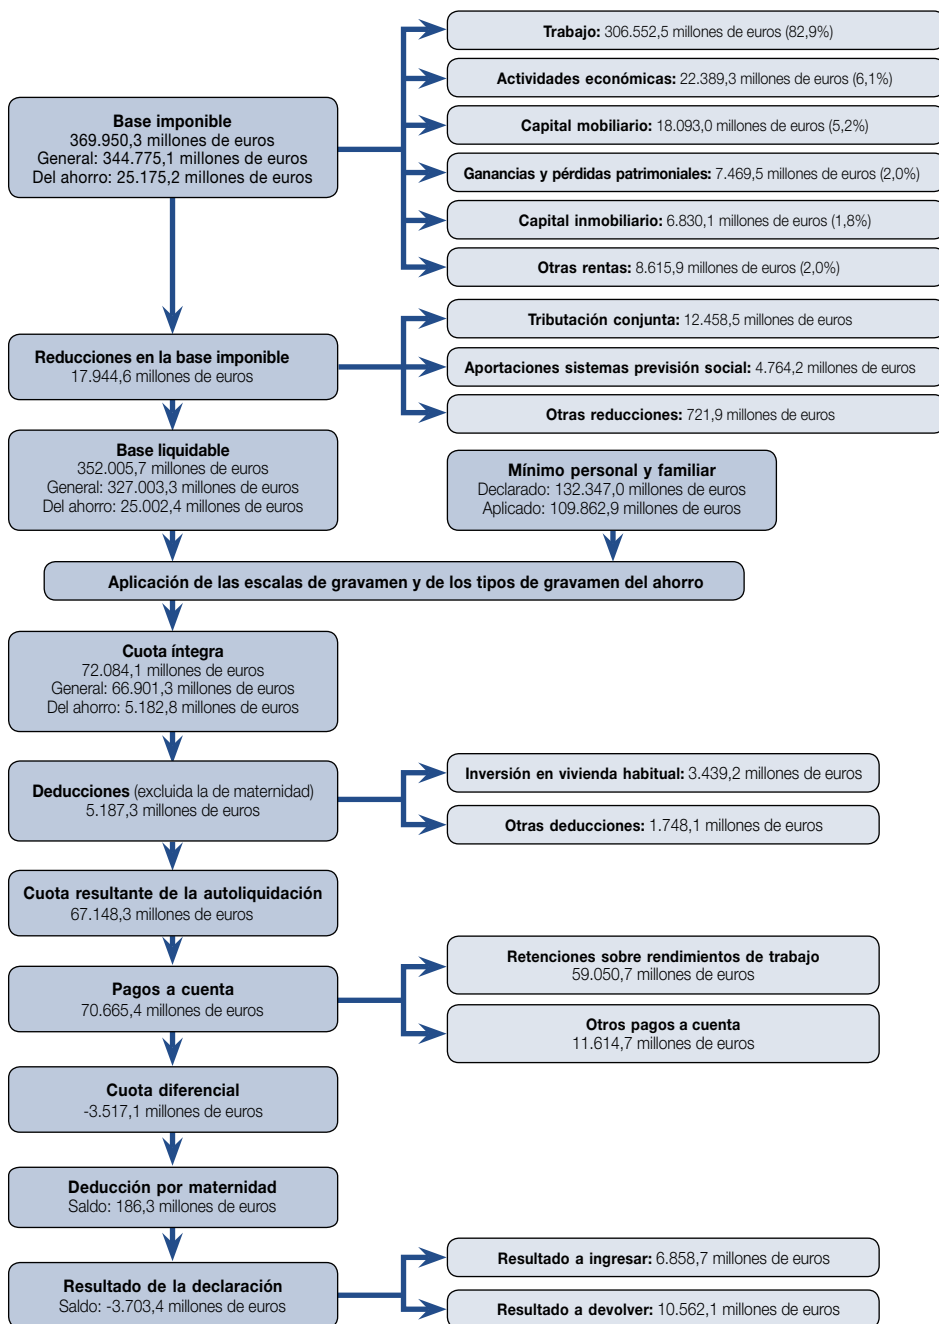 Trabajo: 306.552,5 millones de euros (82,9%)
Actividades económicas: 22.389,3 millones de euros (6,1%)
Base imponible
369.950,3 millones de euros
General: 344.775,1 millones de euros
Del ahorro: 25.175,2 millones de euros
Capital mobiliario: 18.093,0 millones de euros (5,2%)
Ganancias y pérdidas patrimoniales: 7.469,5 millones de euros (2,0%)
Capital inmobiliario: 6.830,1 millones de euros (1,8%)
Otras rentas: 8.615,9 millones de euros (2,0%)
Reducciones en la base imponible
17.944,6 millones de euros
Tributación conjunta: 12.458,5 millones de euros
Aportaciones sistemas previsión social: 4.764,2 millones de euros
Otras reducciones: 721,9 millones de euros
Base liquidable
352.005,7 millones de euros
General: 327.003,3 millones de euros
Del ahorro: 25.002,4 millones de euros
Mínimo personal y familiar
Declarado: 132.347,0 millones de euros
Aplicado: 109.862,9 millones de euros
Aplicación de las escalas de gravamen y de los tipos de gravamen del ahorro
Cuota íntegra
72.084,1 millones de euros
General: 66.901,3 millones de euros
Del ahorro: 5.182,8 millones de euros
Deducciones (excluida la de maternidad)
5.187,3 millones de euros
Inversión en vivienda habitual: 3.439,2 millones de euros
Otras deducciones: 1.748,1 millones de euros
Cuota resultante de la autoliquidación
67.148,3 millones de euros
Pagos a cuenta
70.665,4 millones de euros
Retenciones sobre rendimientos de trabajo
59.050,7 millones de euros
Otros pagos a cuenta
11.614,7 millones de euros
Cuota diferencial
-3.517,1 millones de euros
Deducción por maternidad
Saldo: 186,3 millones de euros
Resultado de la declaración
Saldo: -3.703,4 millones de euros
Resultado a ingresar: 6.858,7 millones de euros
Resultado a devolver: 10.562,1 millones de euros